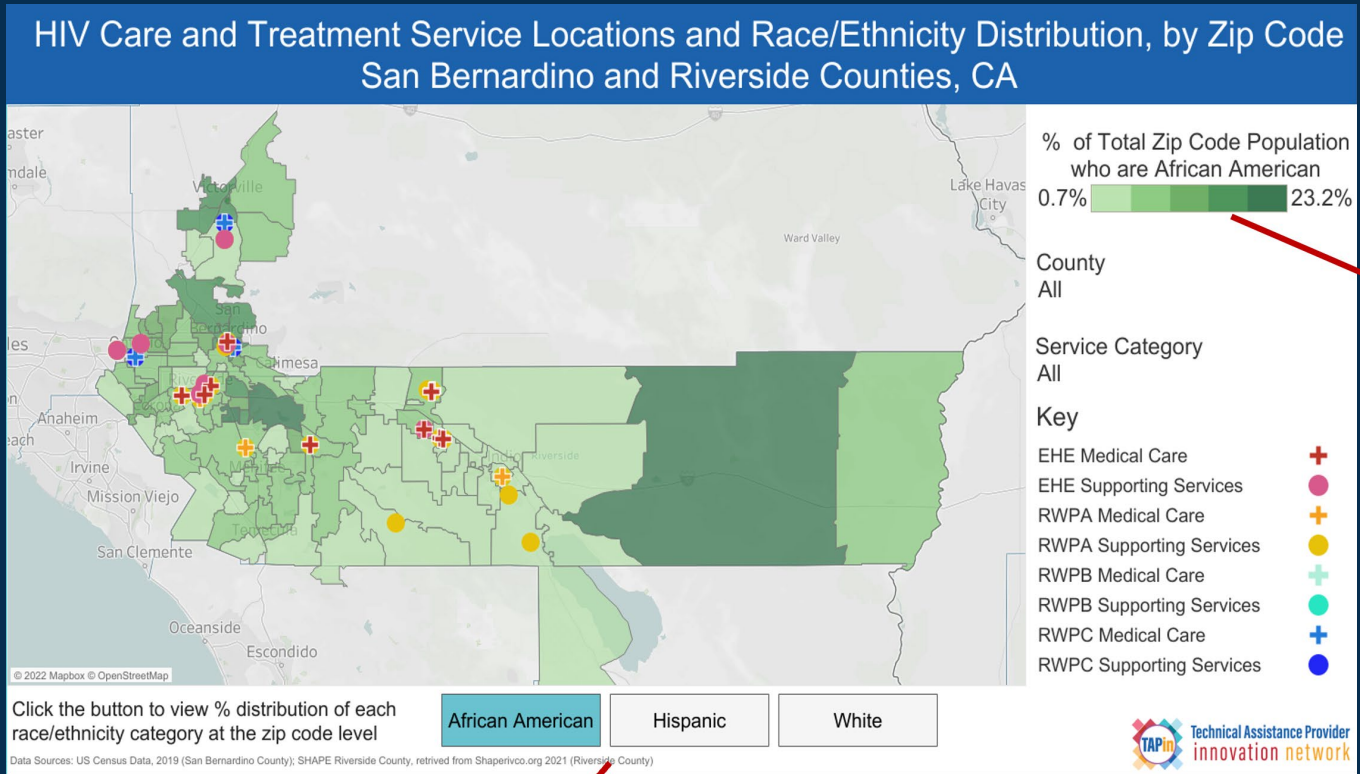 HIV Care and Treatment Service Locations and Race/Ethnicity Distribution, by Zip Code
San Bernardino and Riverside Counties, CA
aster
mdale
Victorville
Lake Havas
City
Ward Valley
les
San
Bernardino
Calimesa
Anaheim
each
Irvine
Mission Viejo
Indio
Riverside
Temecula
San Clemente
Oceanside
Escondido
© 2022 Mapbox © OpenStreetMap
% of Total Zip Code Population
who are African American
0.7%
23.2%
County
All
Service Category
All
Key
EHE Medical Care
EHE Supporting Services
RWPA Medical Care
RWPA Supporting Services
RWPB Medical Care
RWPB Supporting Services
RWPC Medical Care
RWPC Supporting Services
Click the button to view % distribution of each
race/ethnicity category at the zip code level
African American
Hispanic
White
Data Sources: US Census Data, 2019 (San Bernardino County); SHAPE Riverside County, retrived from Shaperivco.org 2021 (Riverside County)
TAPin
Technical Assistance Provider
innovation network